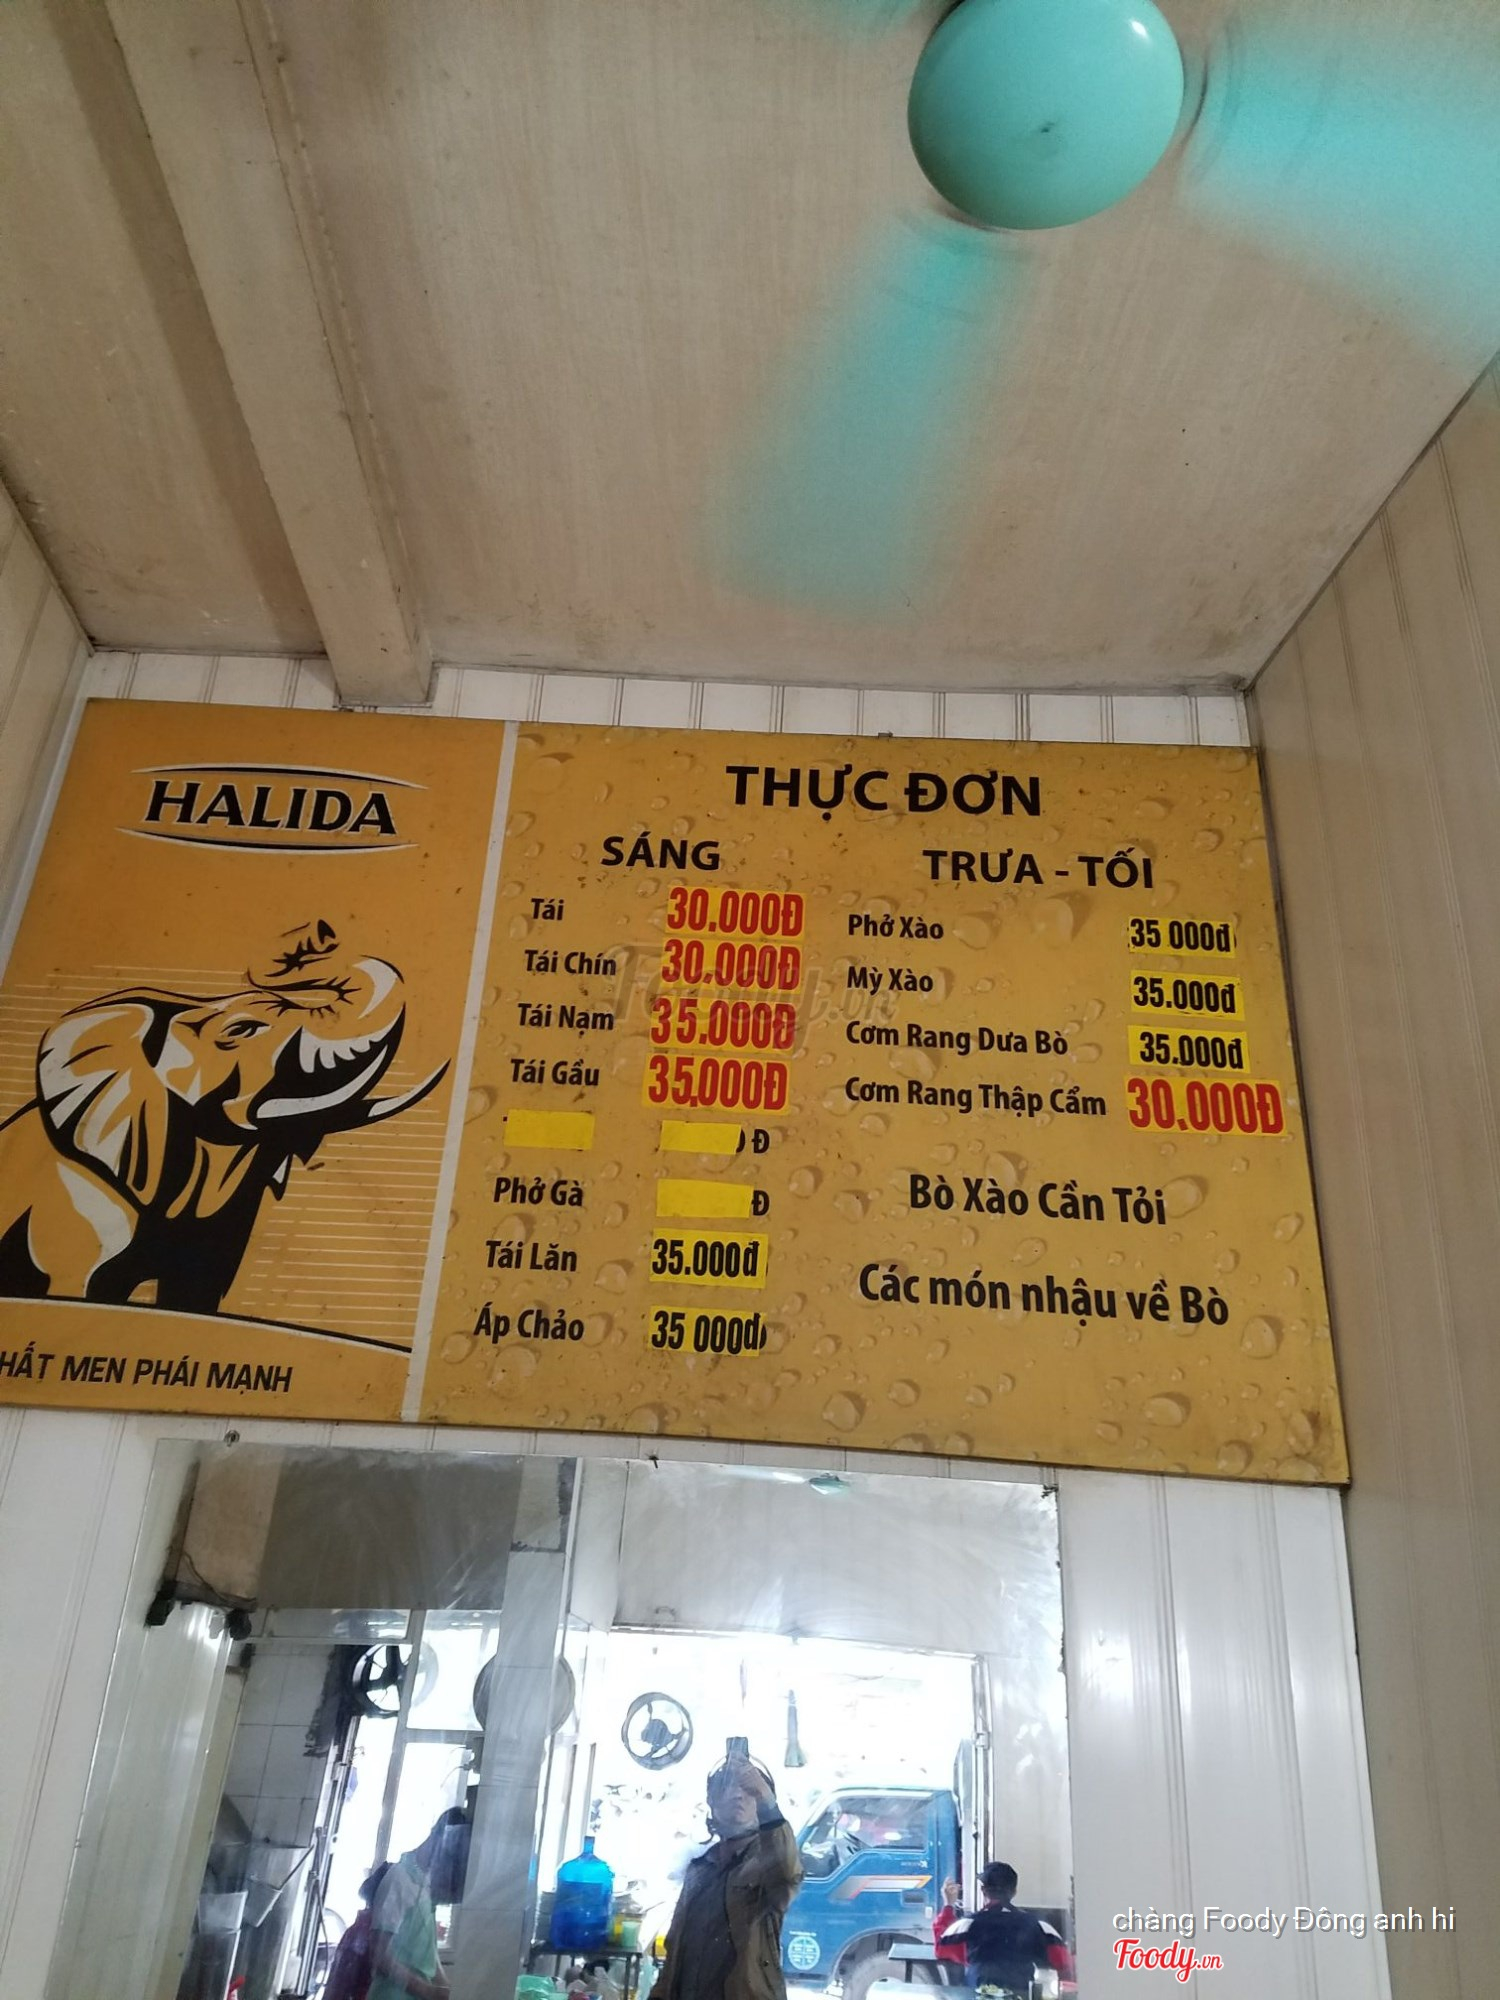 HALIDA
HẤT MEN PHÁI MẠNH
THỰC ĐƠN
SÁNG
Tái 30.000Đ
Tái Chín 30.000Đ
Tái Nạm 35.000Đ
Tái Gầu 35.000Đ
Đ
Phở Gà Đ
Tái Lăn 35.000đ
Áp Chảo 35 000đ
TRƯA - TỐI
Phở Xào 35 000đ
Mỳ Xào 35.000đ
Cơm Rang Dưa Bò 35.000đ
Cơm Rang Thập Cẩm 30.000Đ
Bò Xào Cần Tỏi
Các món nhậu về Bò
Foody.vn
chàng Foody Đông anh hi
Foody.vn